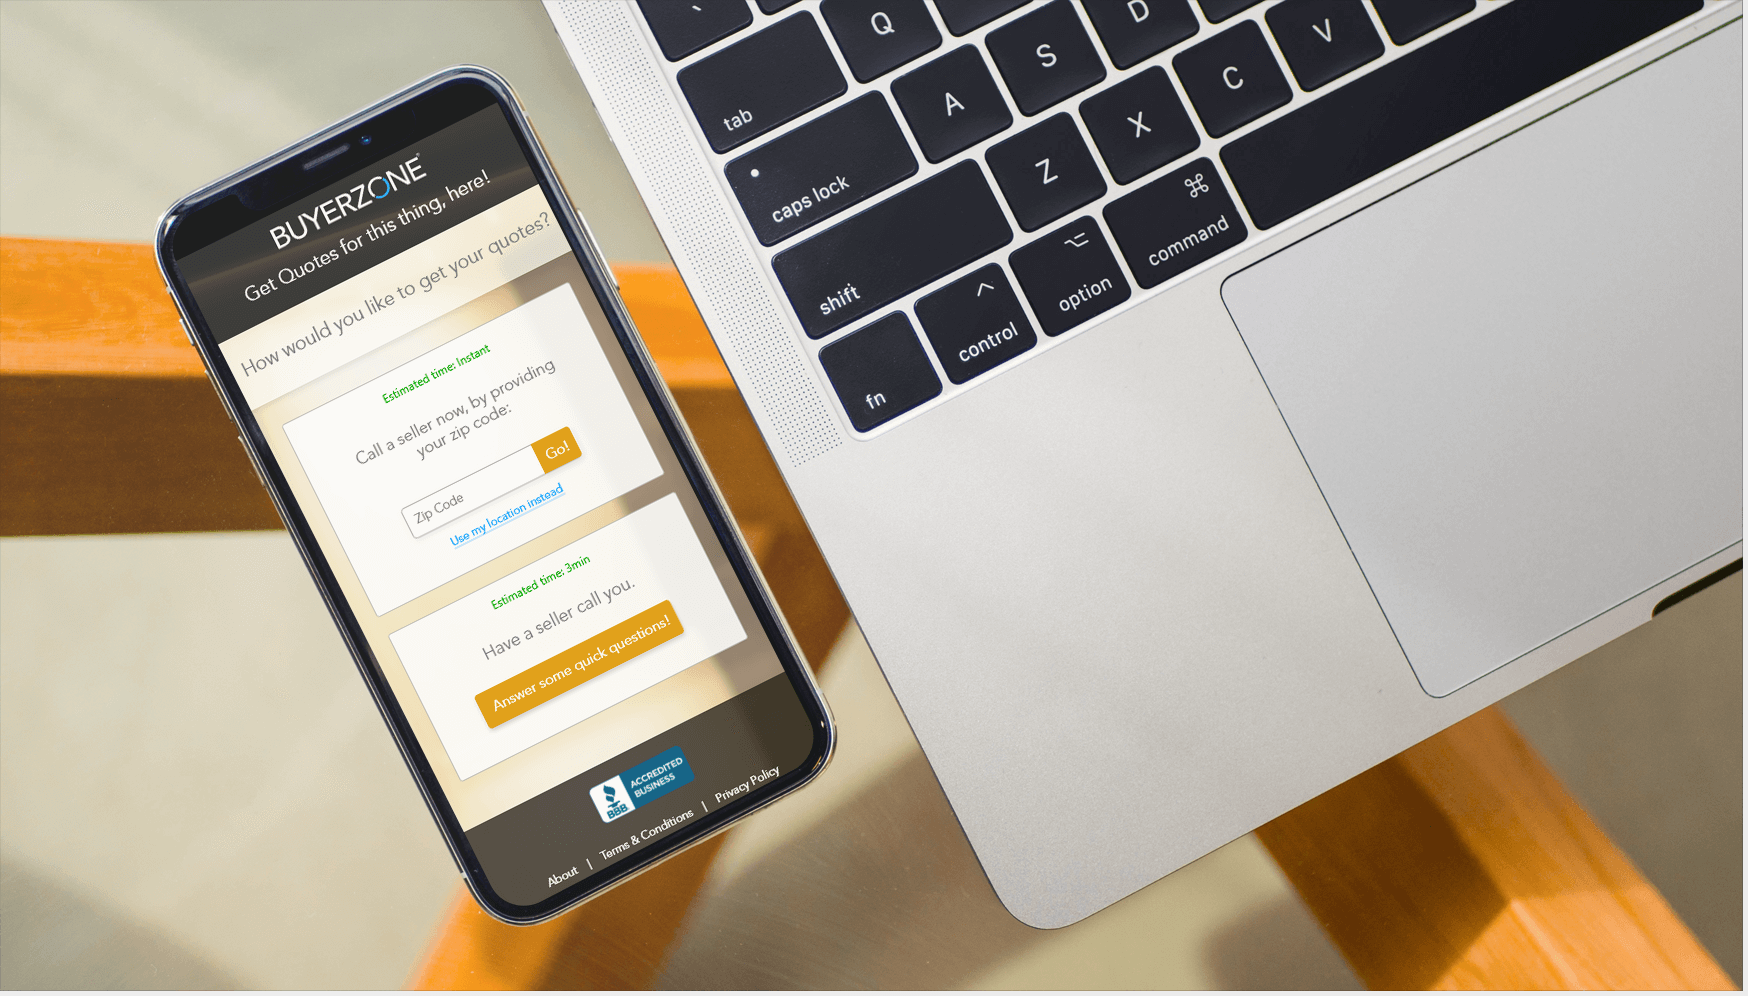 BUYERZONE
Get Quotes for this thing, here!
How would you like to get your quotes?
Estimated time: Instant
Call a seller now, by providing
your zip code:
Zip Code
Go!
Use my location instead
Estimated time: 3min
Have a seller call you.
Answer some quick questions!
BBB
ACCREDITED
BUSINESS
About | Terms & Conditions | Privacy Policy
Q
D
V
tab
A
S
C
caps lock
Z
X
⌘
shift
⌥
command
^
option
control
fn